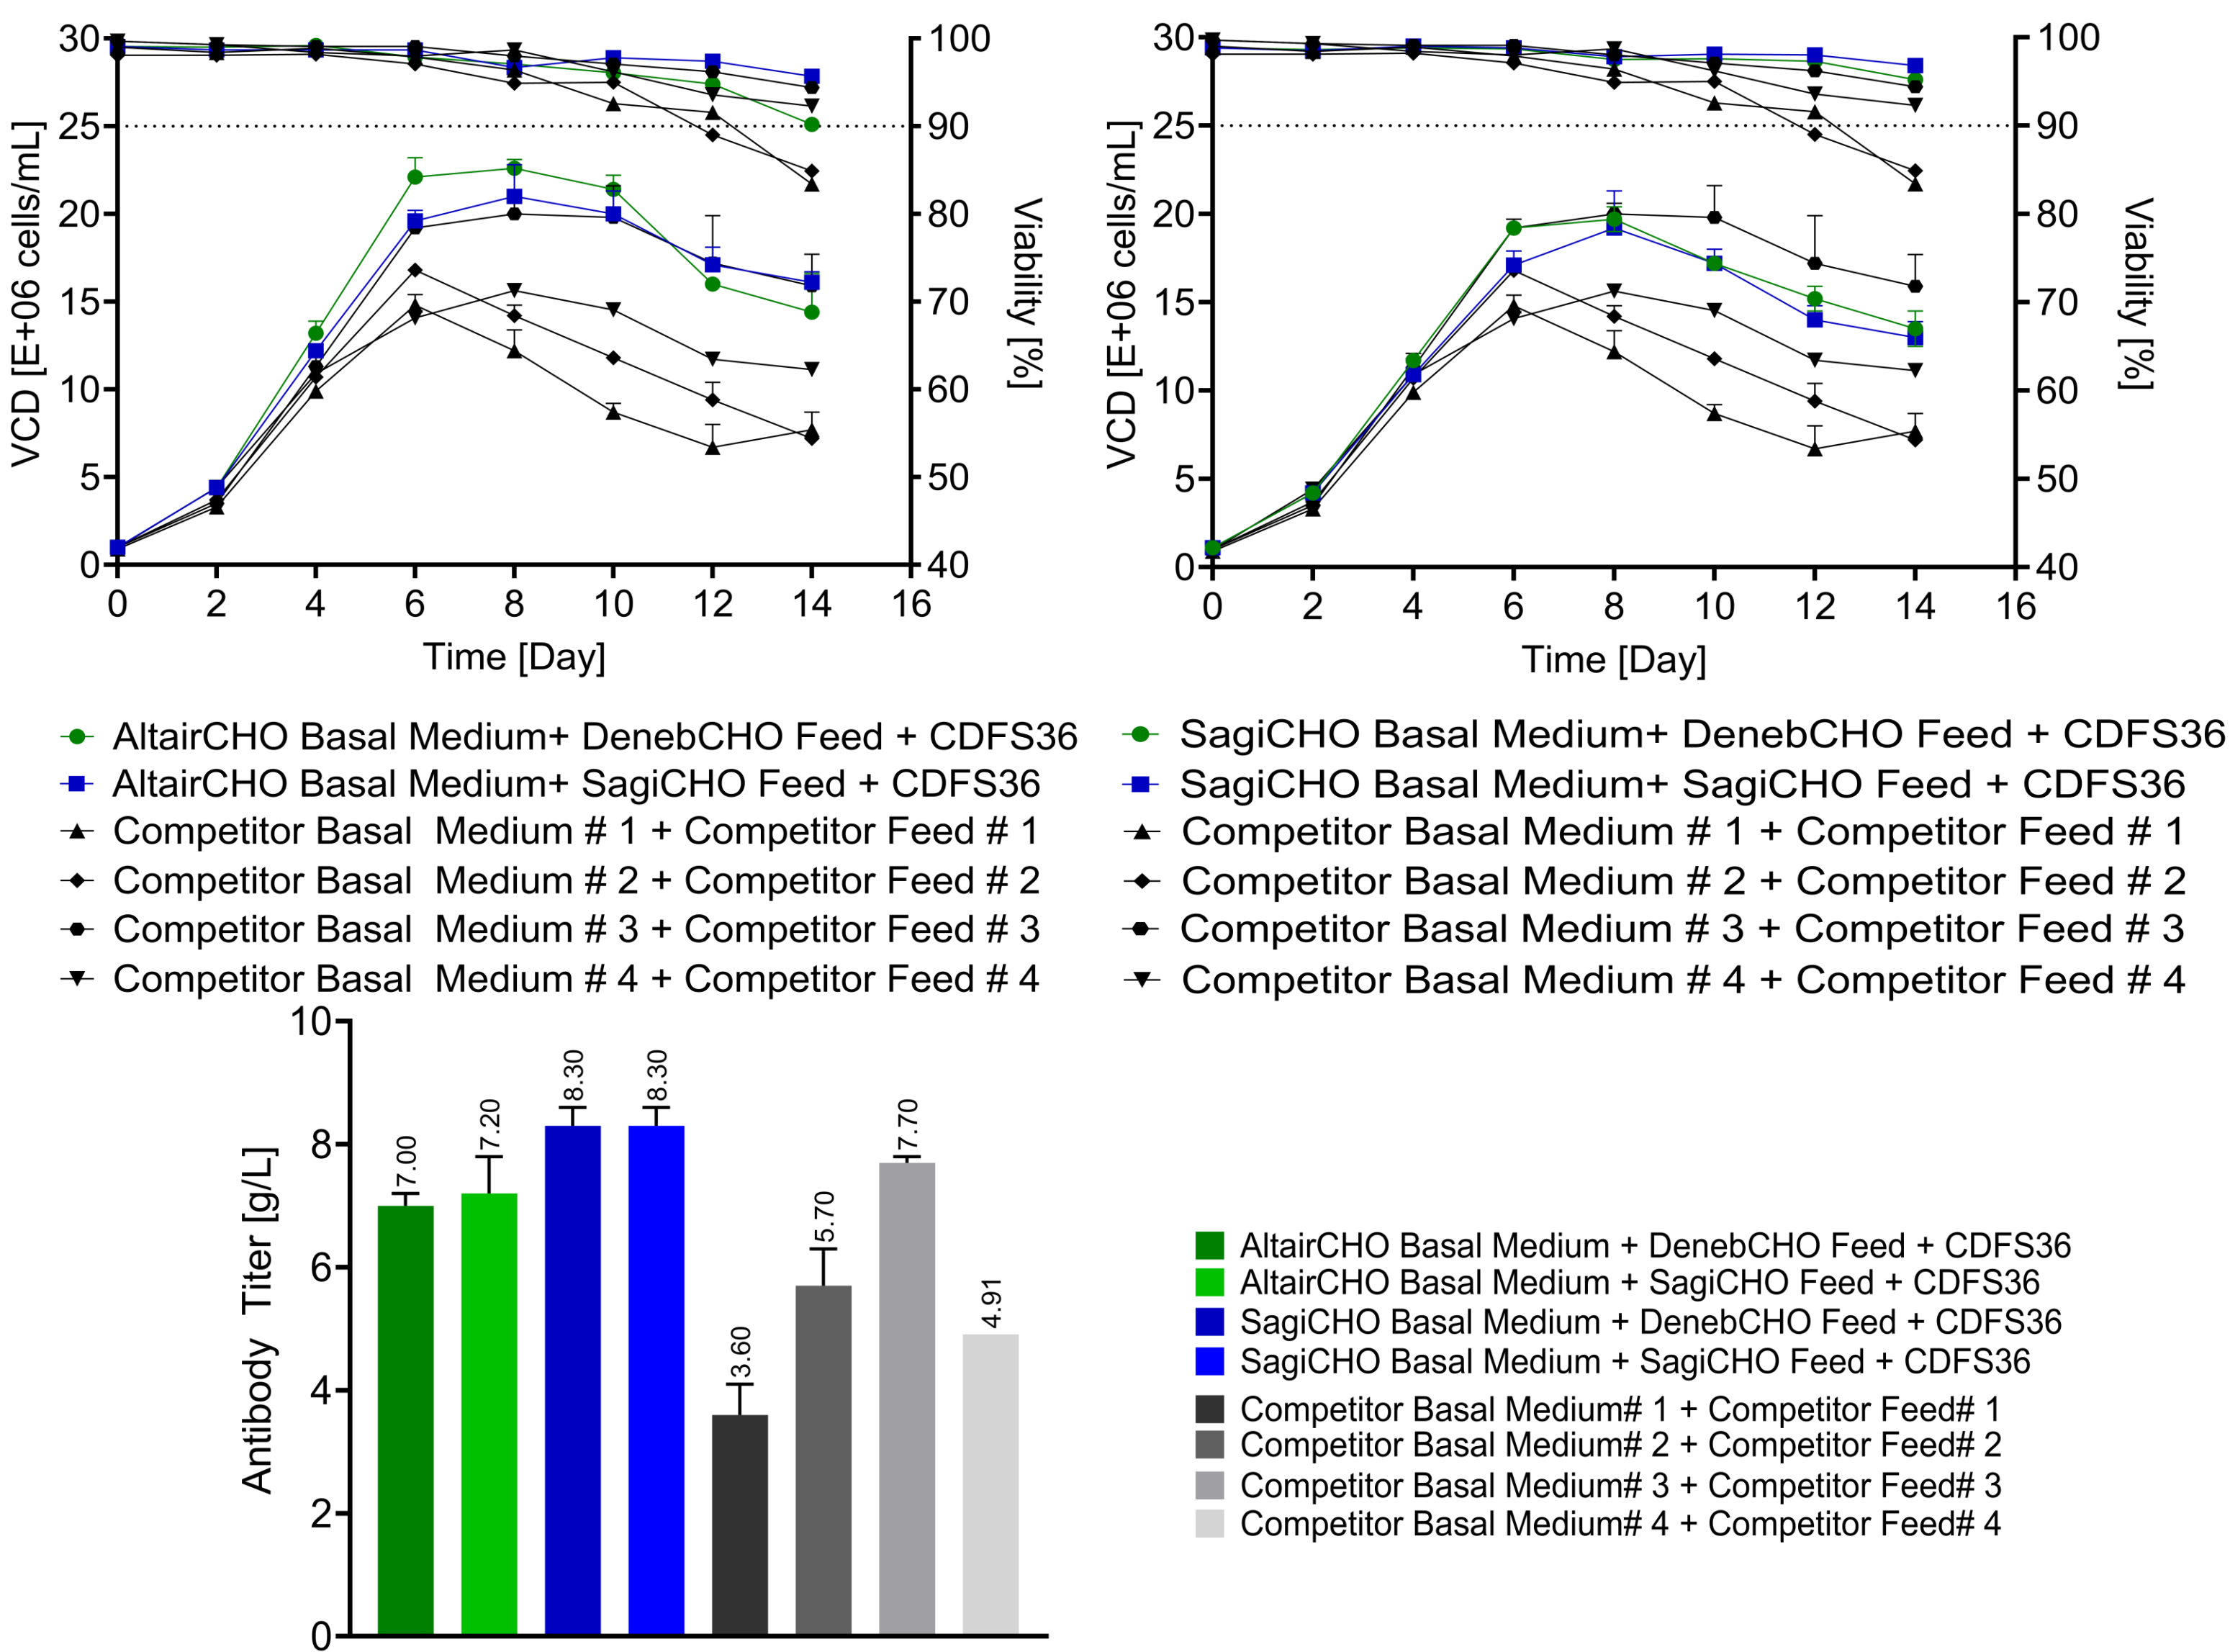 30
25
20
15
10
5
0
VCD [E+06 cells/mL]
100
90
80
70
60
50
40
Viability [%]
0 2 4 6 8 10 12 14 16
Time [Day]
AltairCHO Basal Medium+ DenebCHO Feed + CDFS36
AltairCHO Basal Medium+ SagiCHO Feed + CDFS36
Competitor Basal Medium # 1 + Competitor Feed # 1
Competitor Basal Medium # 2 + Competitor Feed # 2
Competitor Basal Medium # 3 + Competitor Feed # 3
Competitor Basal Medium # 4 + Competitor Feed # 4
30
25
20
15
10
5
0
VCD [E+06 cells/mL]
100
90
80
70
60
50
40
Viability [%]
0 2 4 6 8 10 12 14 16
Time [Day]
SagiCHO Basal Medium+ DenebCHO Feed + CDFS36
SagiCHO Basal Medium+ SagiCHO Feed + CDFS36
Competitor Basal Medium # 1 + Competitor Feed # 1
Competitor Basal Medium # 2 + Competitor Feed # 2
Competitor Basal Medium # 3 + Competitor Feed # 3
Competitor Basal Medium # 4 + Competitor Feed # 4
10
8
6
4
2
0
Antibody Titer [g/L]
7.00
7.20
8.30
8.30
3.60
5.70
7.70
4.91
AltairCHO Basal Medium + DenebCHO Feed + CDFS36
AltairCHO Basal Medium + SagiCHO Feed + CDFS36
SagiCHO Basal Medium + DenebCHO Feed + CDFS36
SagiCHO Basal Medium + SagiCHO Feed + CDFS36
Competitor Basal Medium# 1 + Competitor Feed# 1
Competitor Basal Medium# 2 + Competitor Feed# 2
Competitor Basal Medium# 3 + Competitor Feed# 3
Competitor Basal Medium# 4 + Competitor Feed# 4